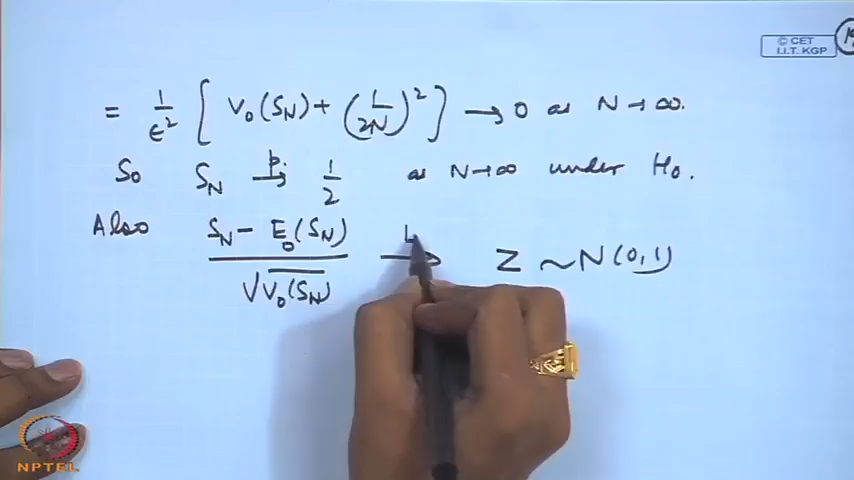 © CET
I.I.T. KGP
= 1/ε² [ V₀(S_N) + (1/2N)² ] → 0 as N → ∞.
So S_N →^p. 1/2 as N → ∞ under H₀.
Also (S_N − E₀(S_N)) / √V₀(S_N) →^L Z ~ N(0,1)
NPTEL